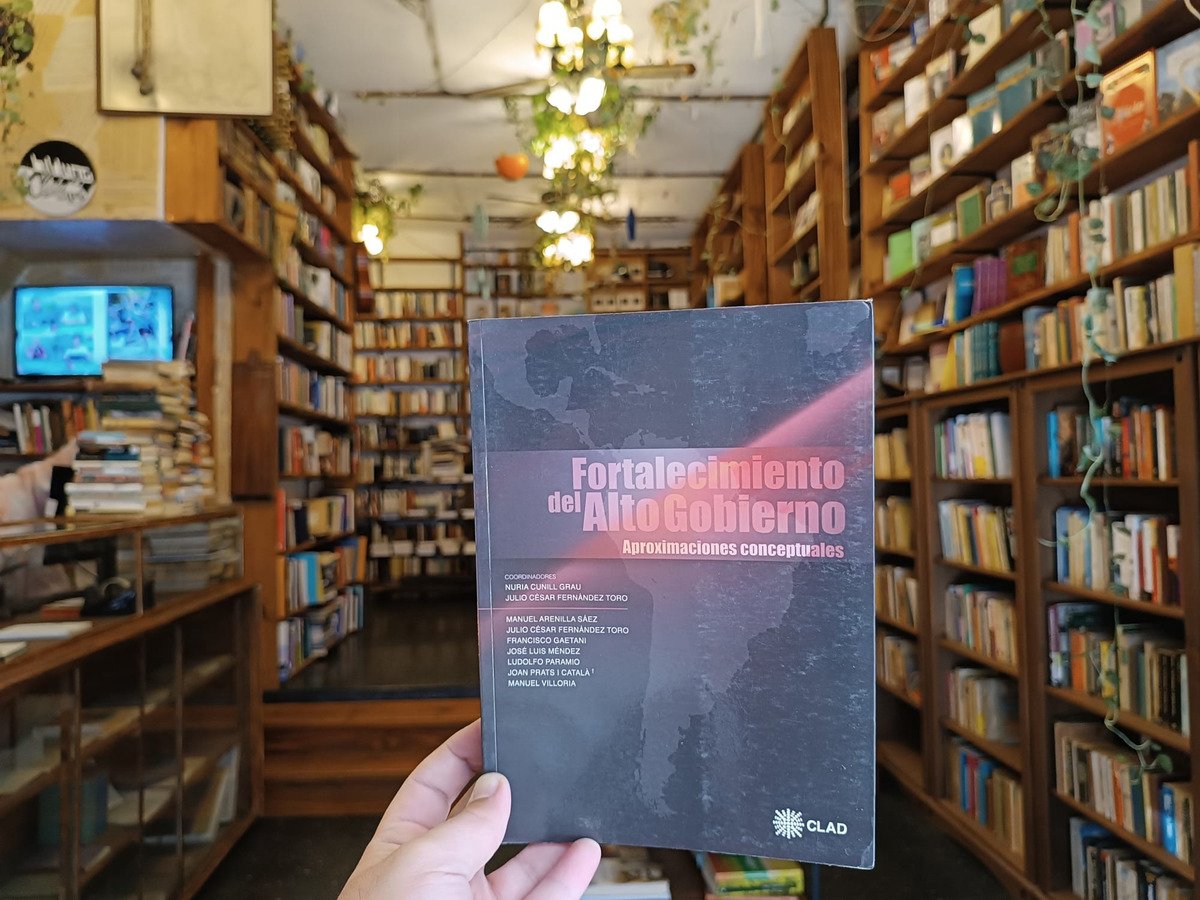 Fortalecimiento
del Alto Gobierno
Aproximaciones conceptuales
COORDINADORES
NURIA CUNILL GRAU
JULIO CÉSAR FERNÁNDEZ TORO
MANUEL ARENILLA SÁEZ
JULIO CÉSAR FERNÁNDEZ TORO
FRANCISCO GAETANI
JOSÉ LUIS MÉNDEZ
LUDOLFO PARAMIO
JOAN PRATS I CATALÀ †
MANUEL VILLORIA
CLAD